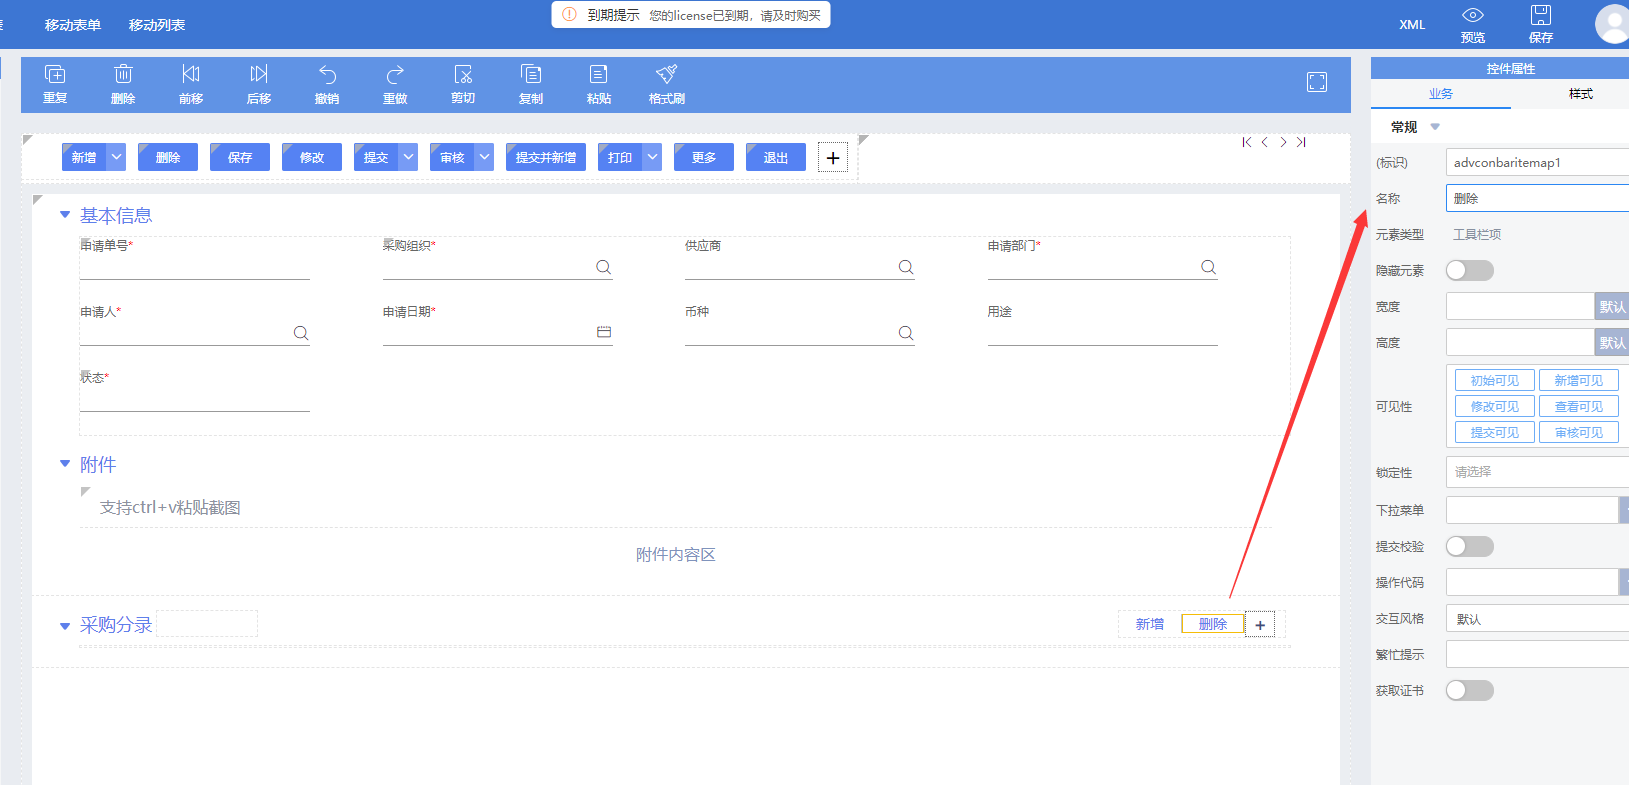 移动表单 移动列表
到期提示 您的license已到期，请及时购买
XML 预览 保存
重复 删除 前移 后移 撤销 重做 剪切 复制 粘贴 格式刷
控件属性
业务 样式
常规
新增 删除 保存 修改 提交 审核 提交并新增 打印 更多 退出
(标识) advconbaritemap1
名称 删除
元素类型 工具栏项
隐藏元素
宽度 默认
高度 默认
可见性
初始可见 新增可见
修改可见 查看可见
提交可见 审核可见
锁定性 请选择
下拉菜单
提交校验
操作代码
交互风格 默认
繁忙提示
获取证书
基本信息
申请单号* 采购组织* 供应商 申请部门*
申请人* 申请日期* 币种 用途
状态*
附件
支持ctrl+v粘贴截图
附件内容区
采购分录 新增 删除 +